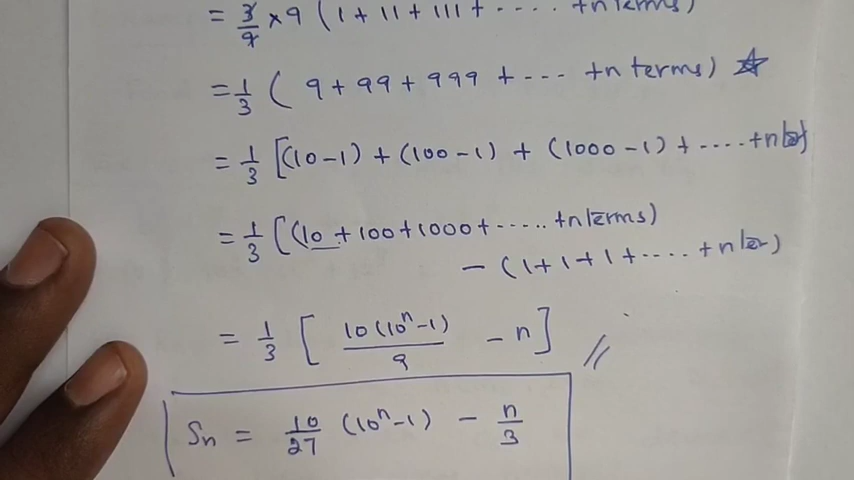 = 3/9 × 9 ( 1 + 11 + 111 + ..... + n terms)
= 1/3 ( 9 + 99 + 999 + --- + n terms) ☆
= 1/3 [(10-1) + (100-1) + (1000-1) + .... + n
= 1/3 [(10 + 100 + 1000 + ..... + n terms)
- (1+1+1+.... + n
= 1/3 [ 10(10ⁿ-1)/9 - n ] //
Sₙ = 10/27 (10ⁿ-1) - n/3